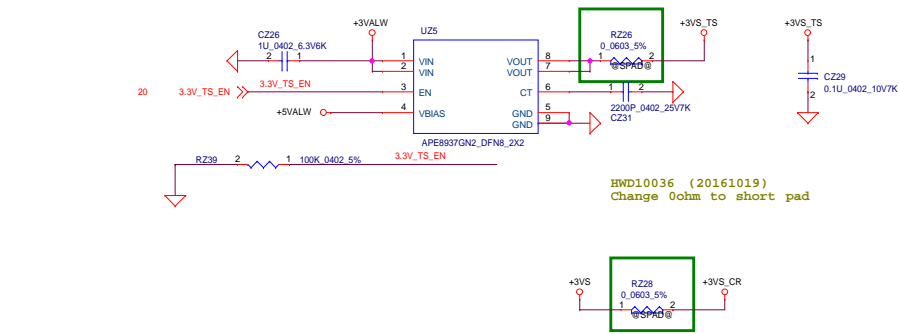 CZ26
1U_0402_6.3V6K
2 1
+3VALW
UZ5
1 VIN
2 VIN
3 EN
4 VBIAS
VOUT 8
VOUT 7
CT 6
GND 5
GND 9
APE8937GN2_DFN8_2X2
20 3.3V_TS_EN 3.3V_TS_EN
+5VALW
RZ26
0_0603_5%
1 2
@SPAD@
+3VS_TS
1 2
2200P_0402_25V7K
CZ31
+3VS_TS
1
CZ29
0.1U_0402_10V7K
2
RZ39 2 1 100K_0402_5% 3.3V_TS_EN
HWD10036 (20161019)
Change 0ohm to short pad
+3VS
RZ28
0_0603_5%
1 2
@SPAD@
+3VS_CR